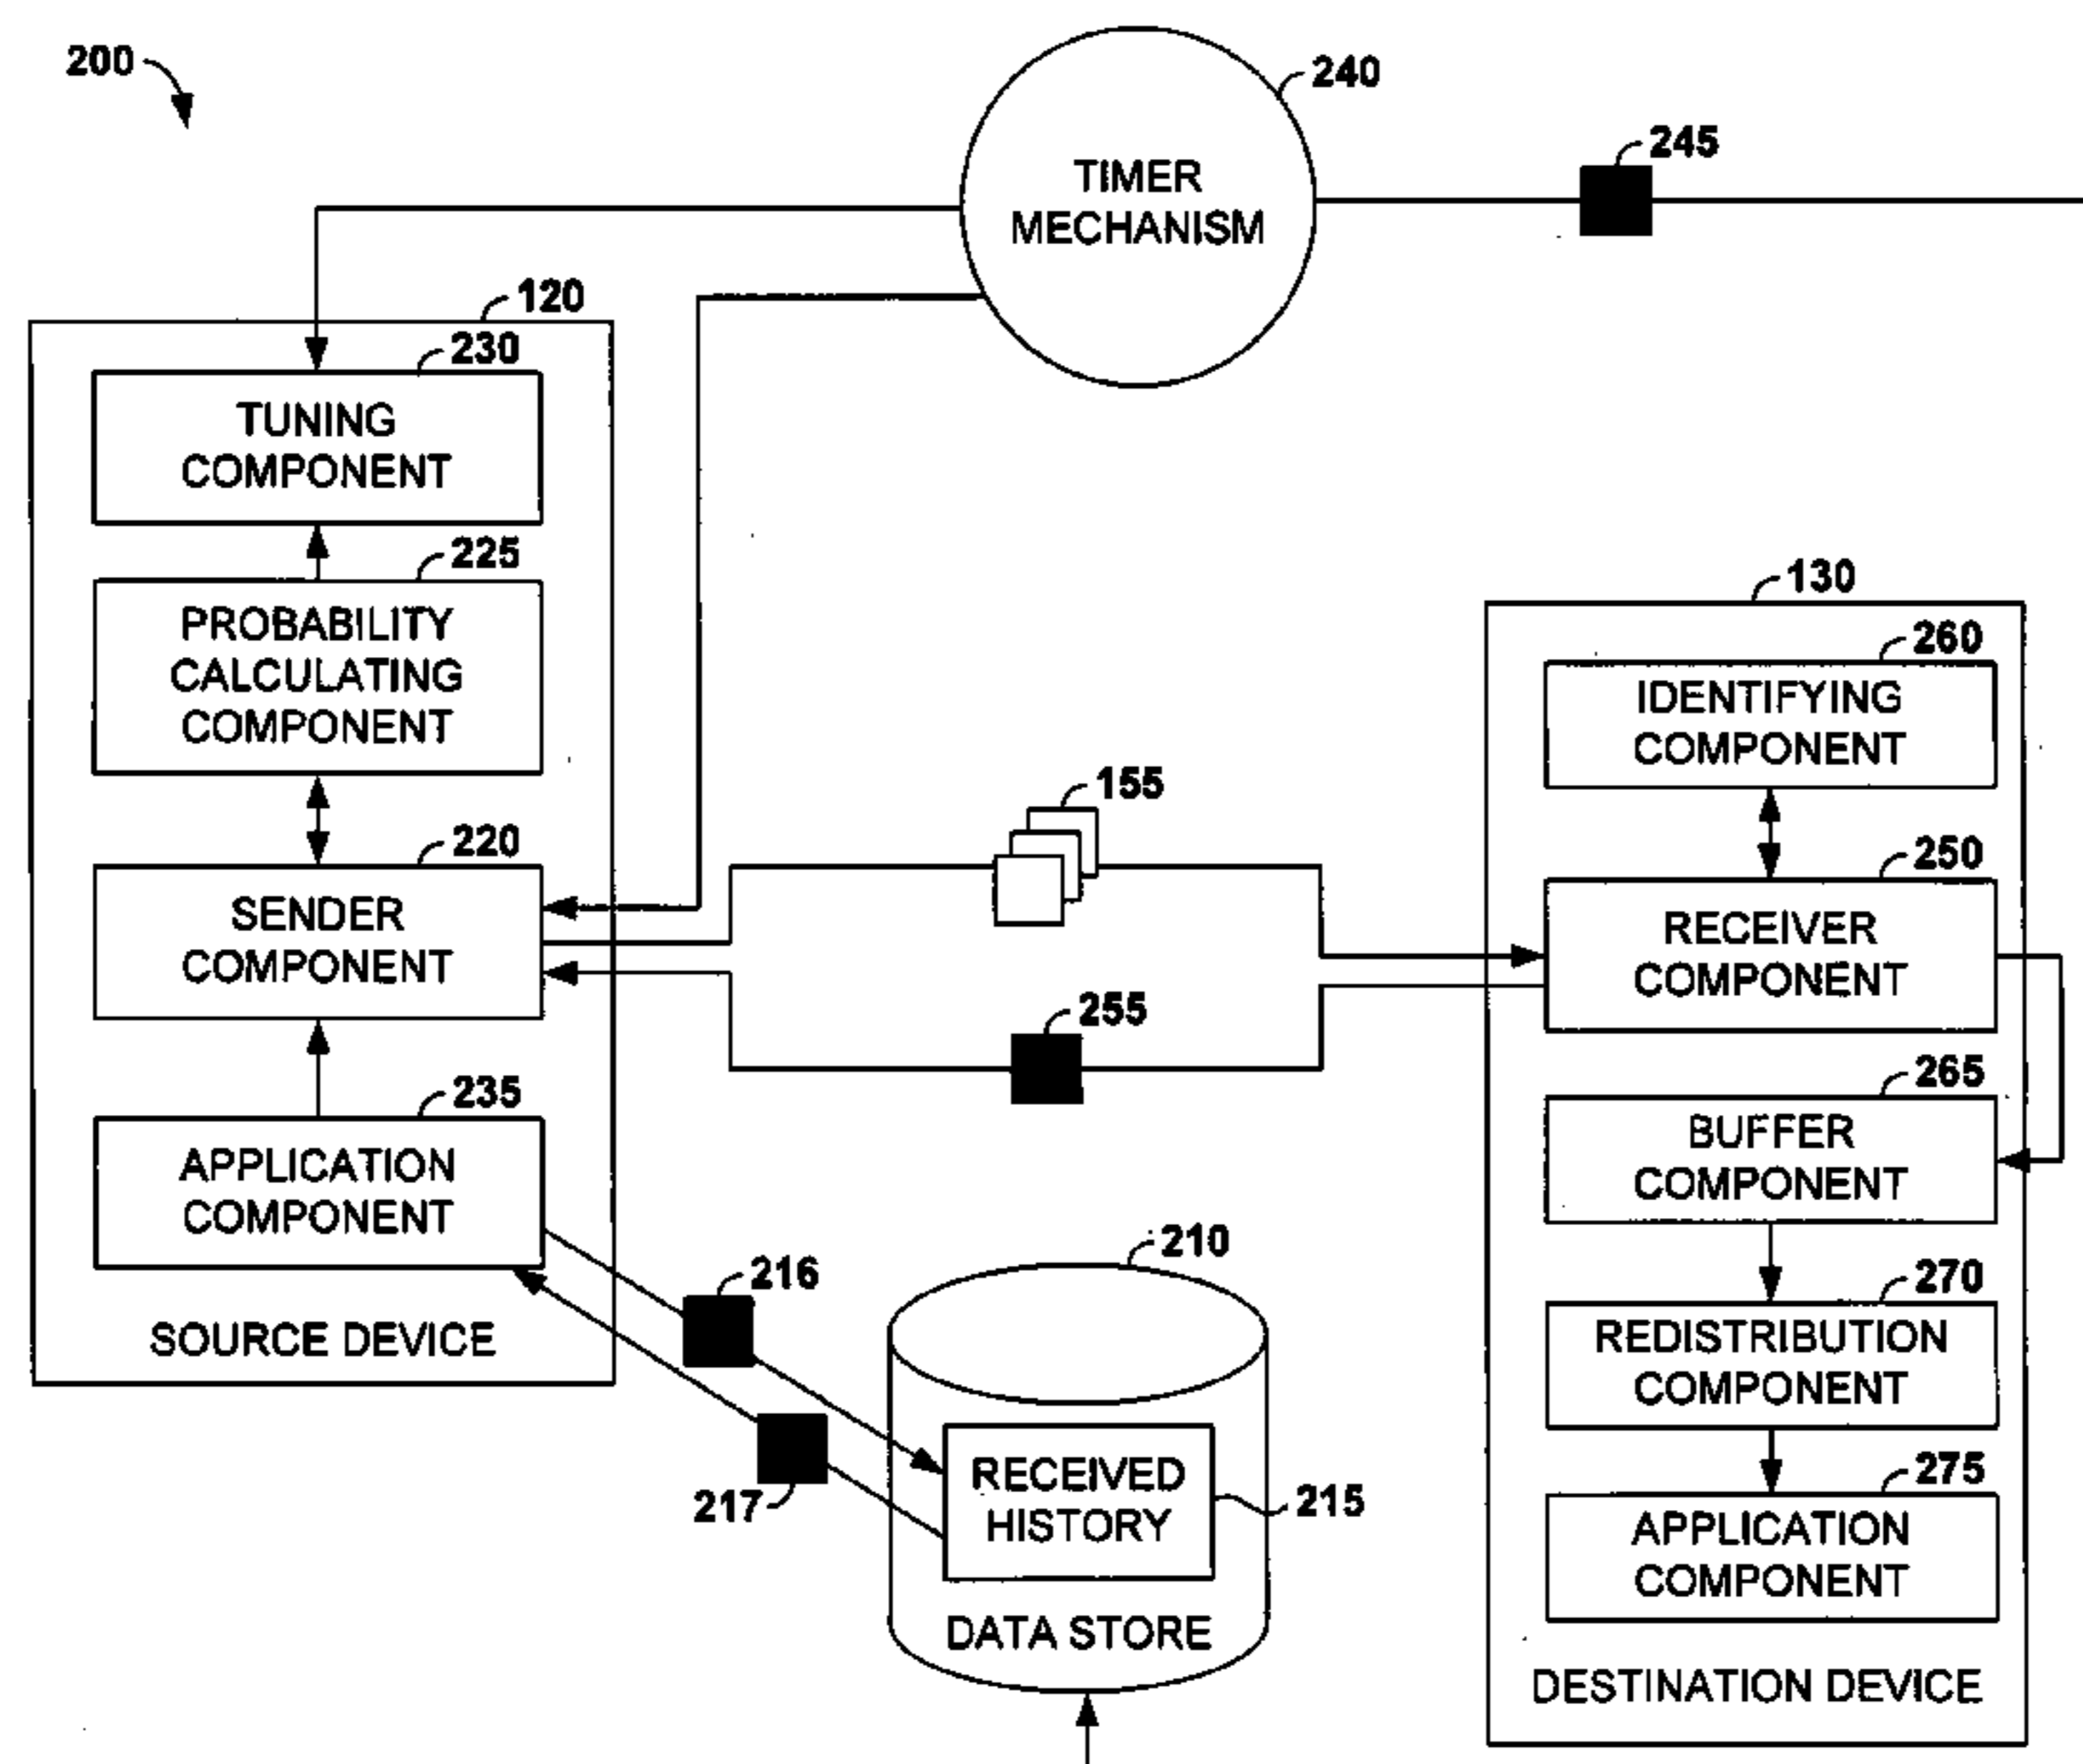 200
240
TIMER
MECHANISM
245
120
230
TUNING
COMPONENT
225
PROBABILITY
CALCULATING
COMPONENT
220
SENDER
COMPONENT
235
APPLICATION
COMPONENT
SOURCE DEVICE
155
255
216
217
210
RECEIVED
HISTORY
215
DATA STORE
130
260
IDENTIFYING
COMPONENT
250
RECEIVER
COMPONENT
265
BUFFER
COMPONENT
270
REDISTRIBUTION
COMPONENT
275
APPLICATION
COMPONENT
DESTINATION DEVICE